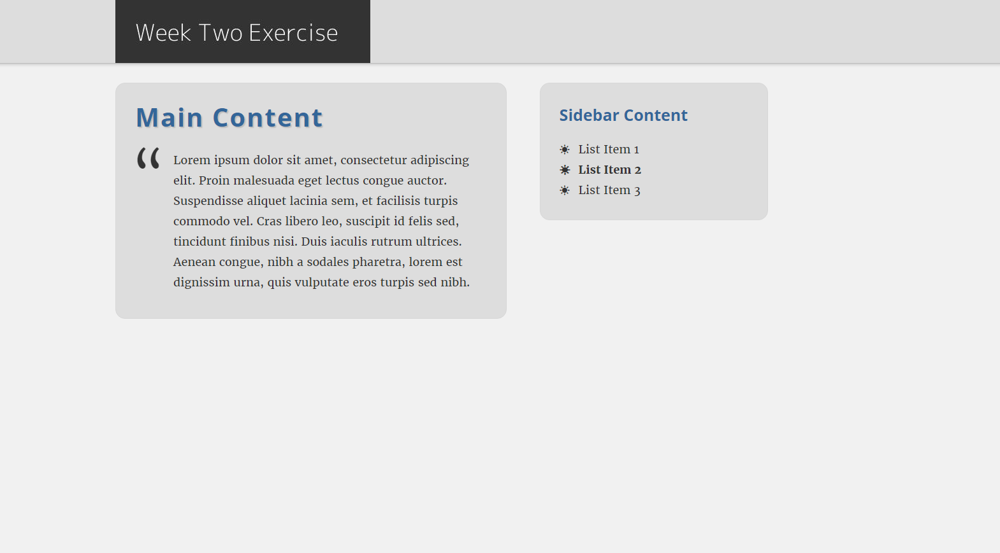 Week Two Exercise
Main Content
“
Lorem ipsum dolor sit amet, consectetur adipiscing
elit. Proin malesuada eget lectus congue auctor.
Suspendisse aliquet lacinia sem, et facilisis turpis
commodo vel. Cras libero leo, suscipit id felis sed,
tincidunt finibus nisi. Duis iaculis rutrum ultrices.
Aenean congue, nibh a sodales pharetra, lorem est
dignissim urna, quis vulputate eros turpis sed nibh.
Sidebar Content
☀ List Item 1
☀ List Item 2
☀ List Item 3